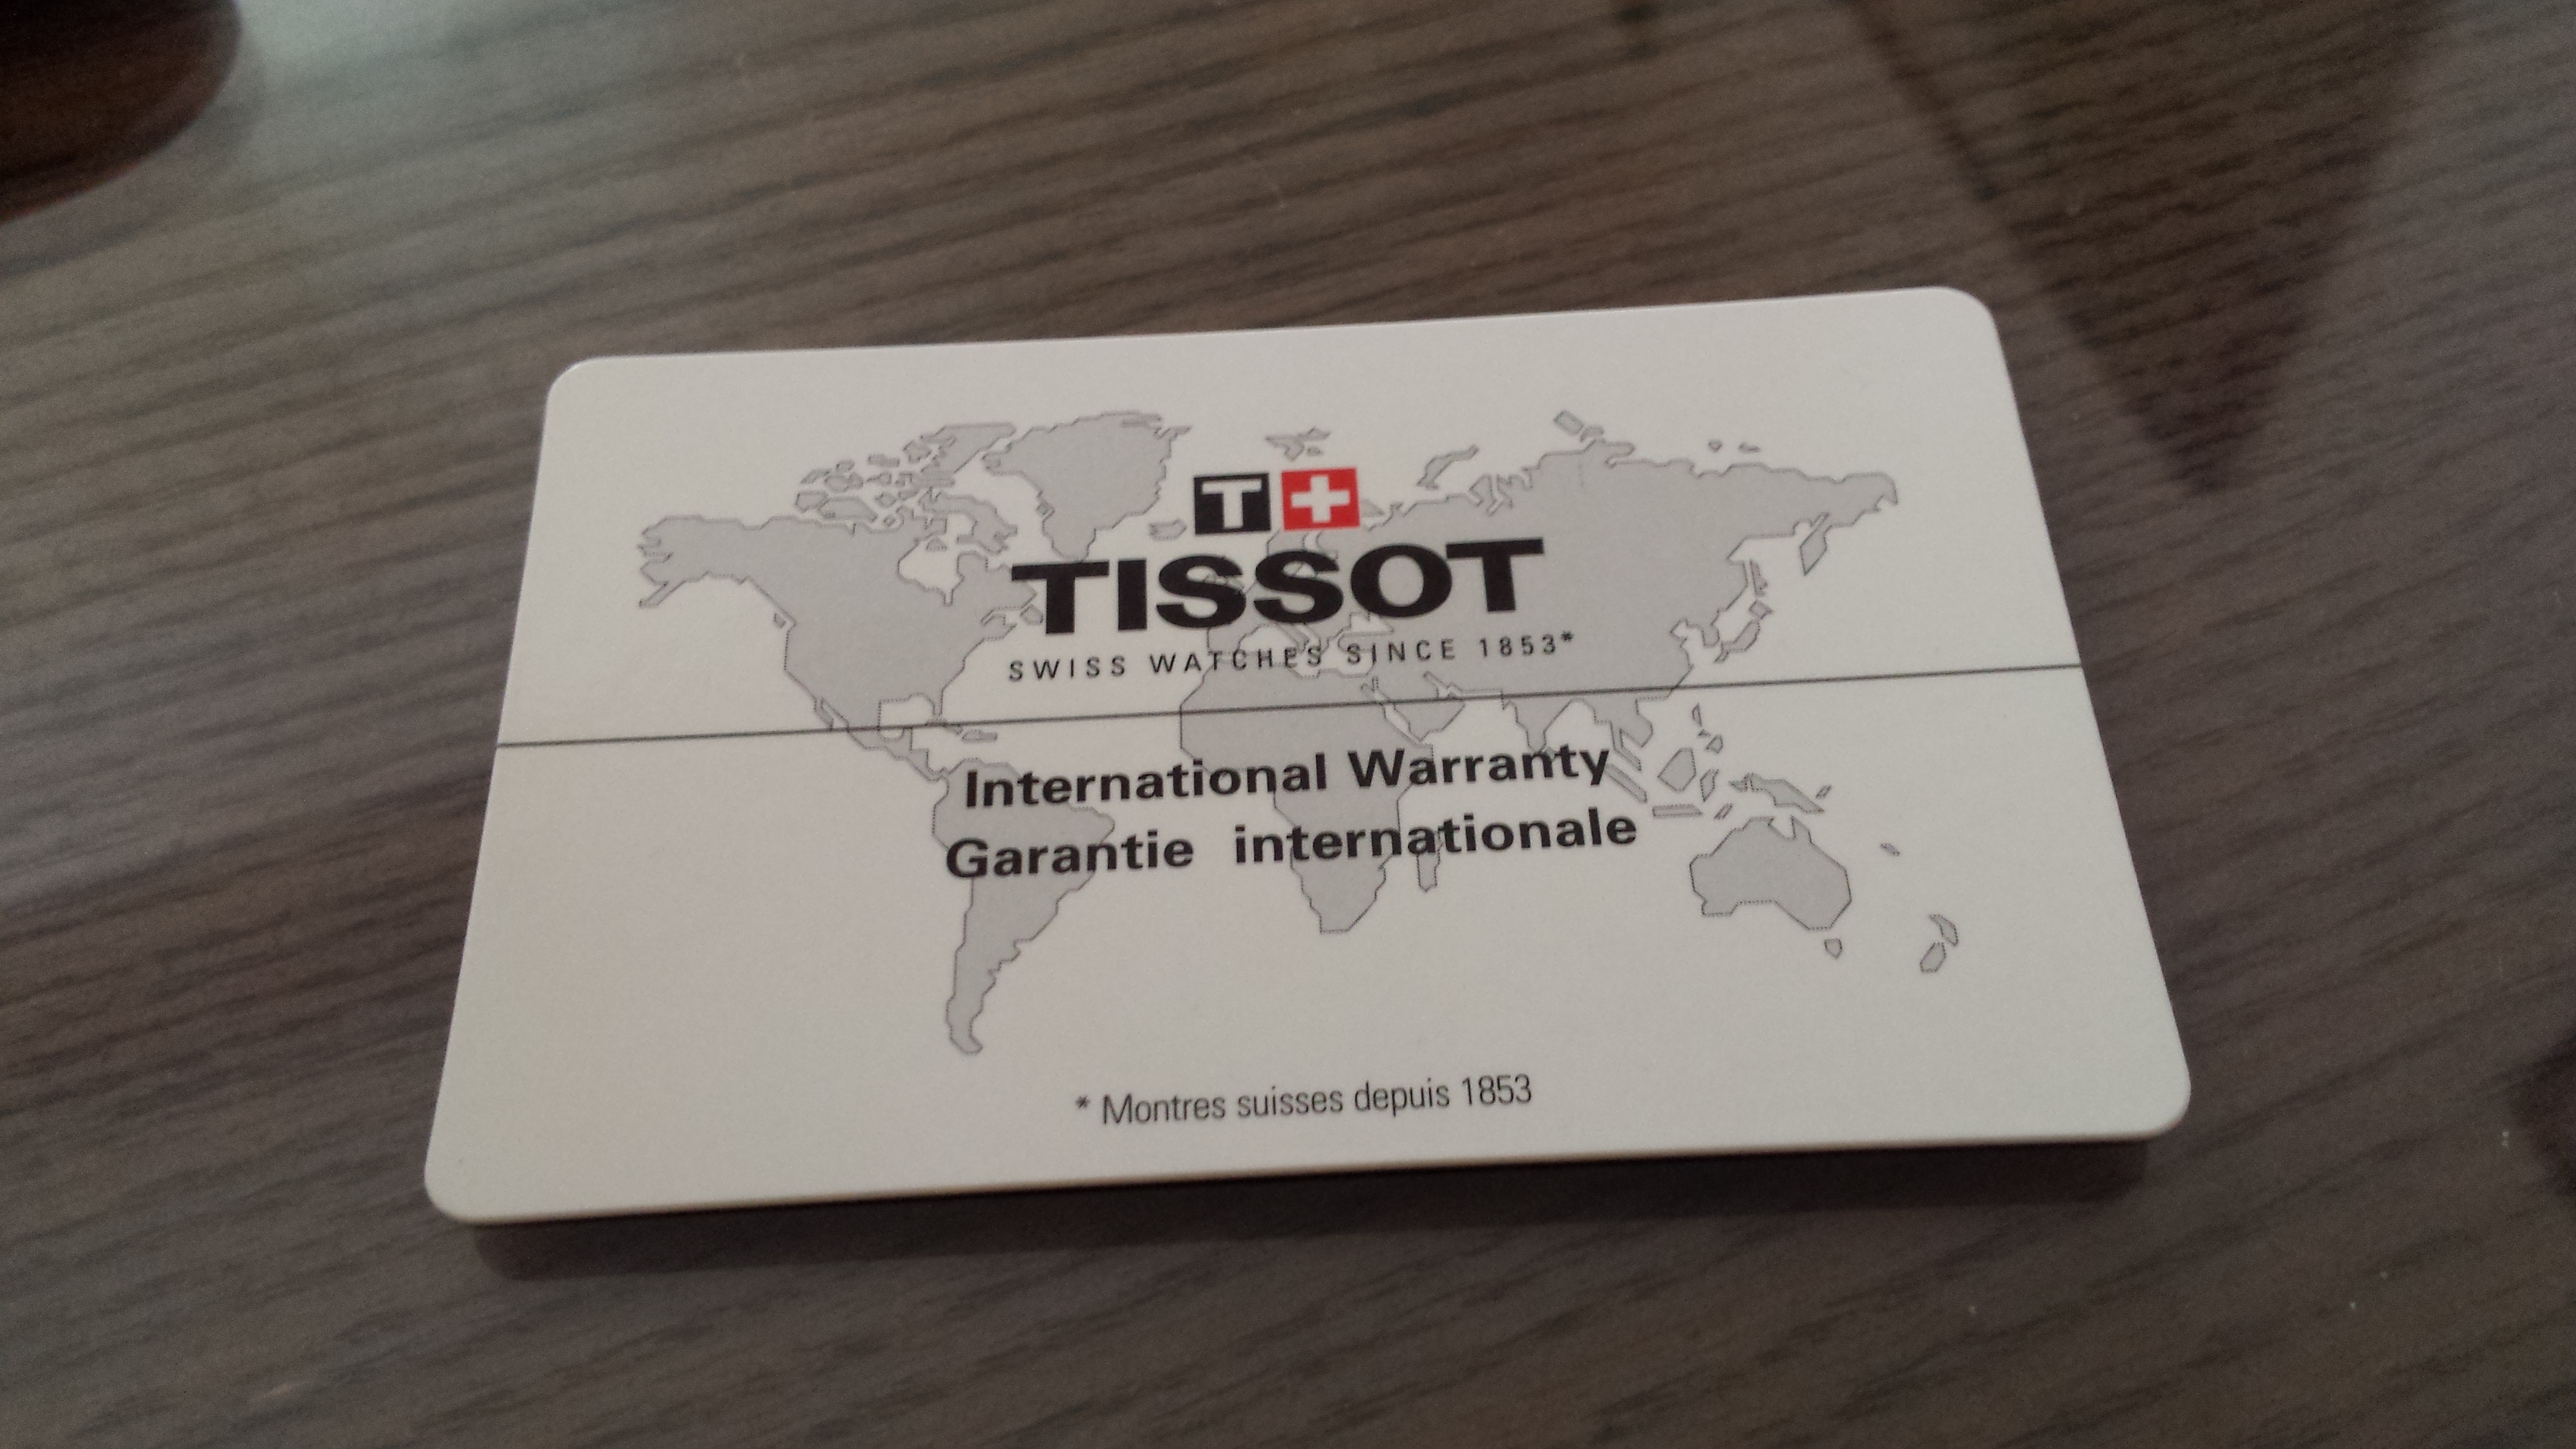 T
TISSOT
SWISS WATCHES SINCE 1853*
International Warranty
Garantie internationale
* Montres suisses depuis 1853